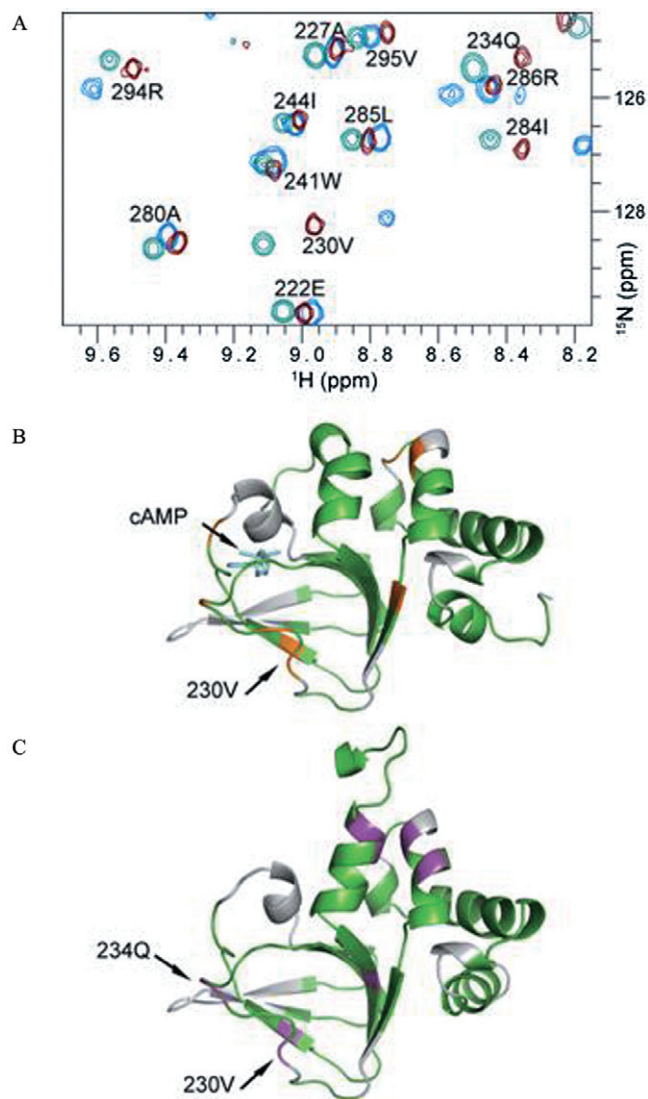 A
227A
234Q
295V
294R
286R
126
244I
285L
284I
241W
280A
230V
128
222E
¹⁵N (ppm)
9.6 9.4 9.2 9.0 8.8 8.6 8.4 8.2
¹H (ppm)
B
cAMP
230V
C
234Q
230V